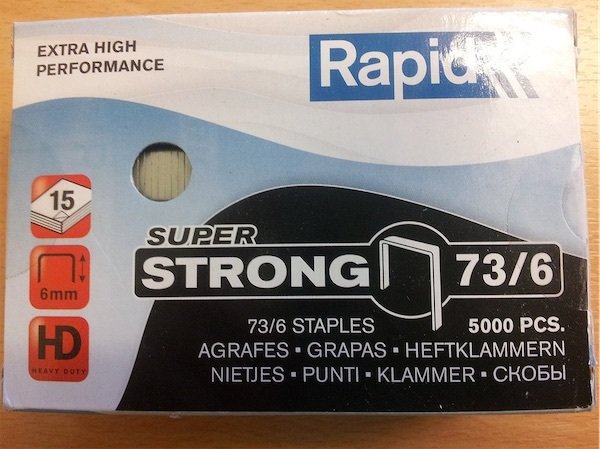 EXTRA HIGH
PERFORMANCE
Rapid
15
6mm
HD
HEAVY DUTY
SUPER
STRONG
73/6
73/6 STAPLES
5000 PCS.
AGRAFES ▪ GRAPAS ▪ HEFTKLAMMERN
NIETJES ▪ PUNTI ▪ KLAMMER ▪ СКОБЫ